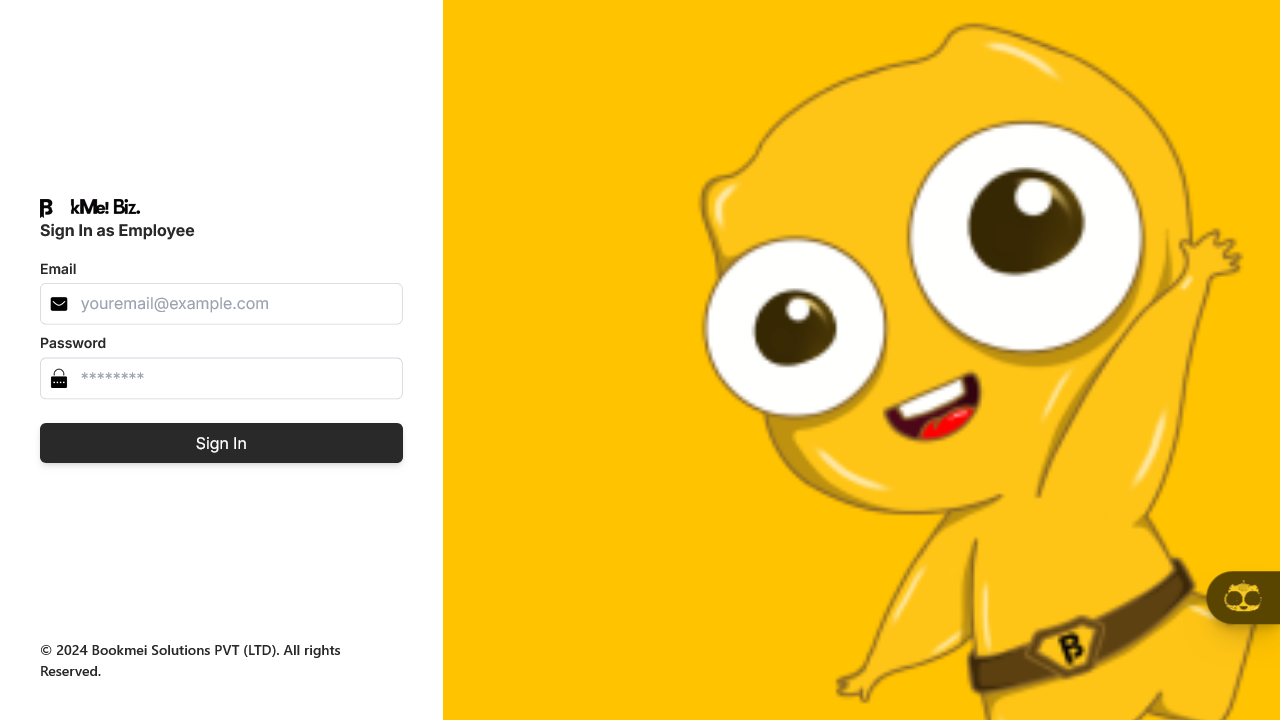 BkMe! Biz.
Sign In as Employee
Email
youremail@example.com
Password
********
Sign In
© 2024 Bookmei Solutions PVT (LTD). All rights
Reserved.
B